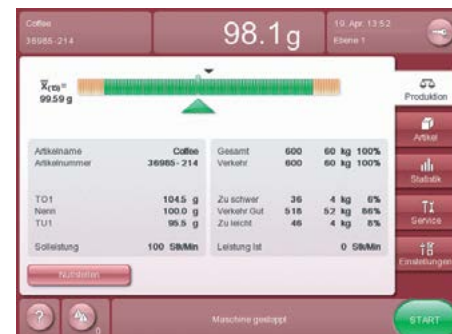 Coffee
36985-214
98.1 g
19. Apr. 13:52
Ebene 1
X̄(10)=
99.59 g
Produktion
Artikel
Statistik
Service
Einstellungen
Artikelname Coffee
Artikelnummer 36985-214
TO1 104.5 g
Nenn 100.0 g
TU1 95.5 g
Sollleistung 100 Stk/Min
Gesamt 600 60 kg 100%
Verkehr. 600 60 kg 100%
Zu schwer 36 4 kg 6%
Verkehr. Gut 518 52 kg 86%
Zu leicht 46 4 kg 8%
Leistung Ist 0 Stk/Min
Nullstellen
?
0
Maschine gestoppt
START